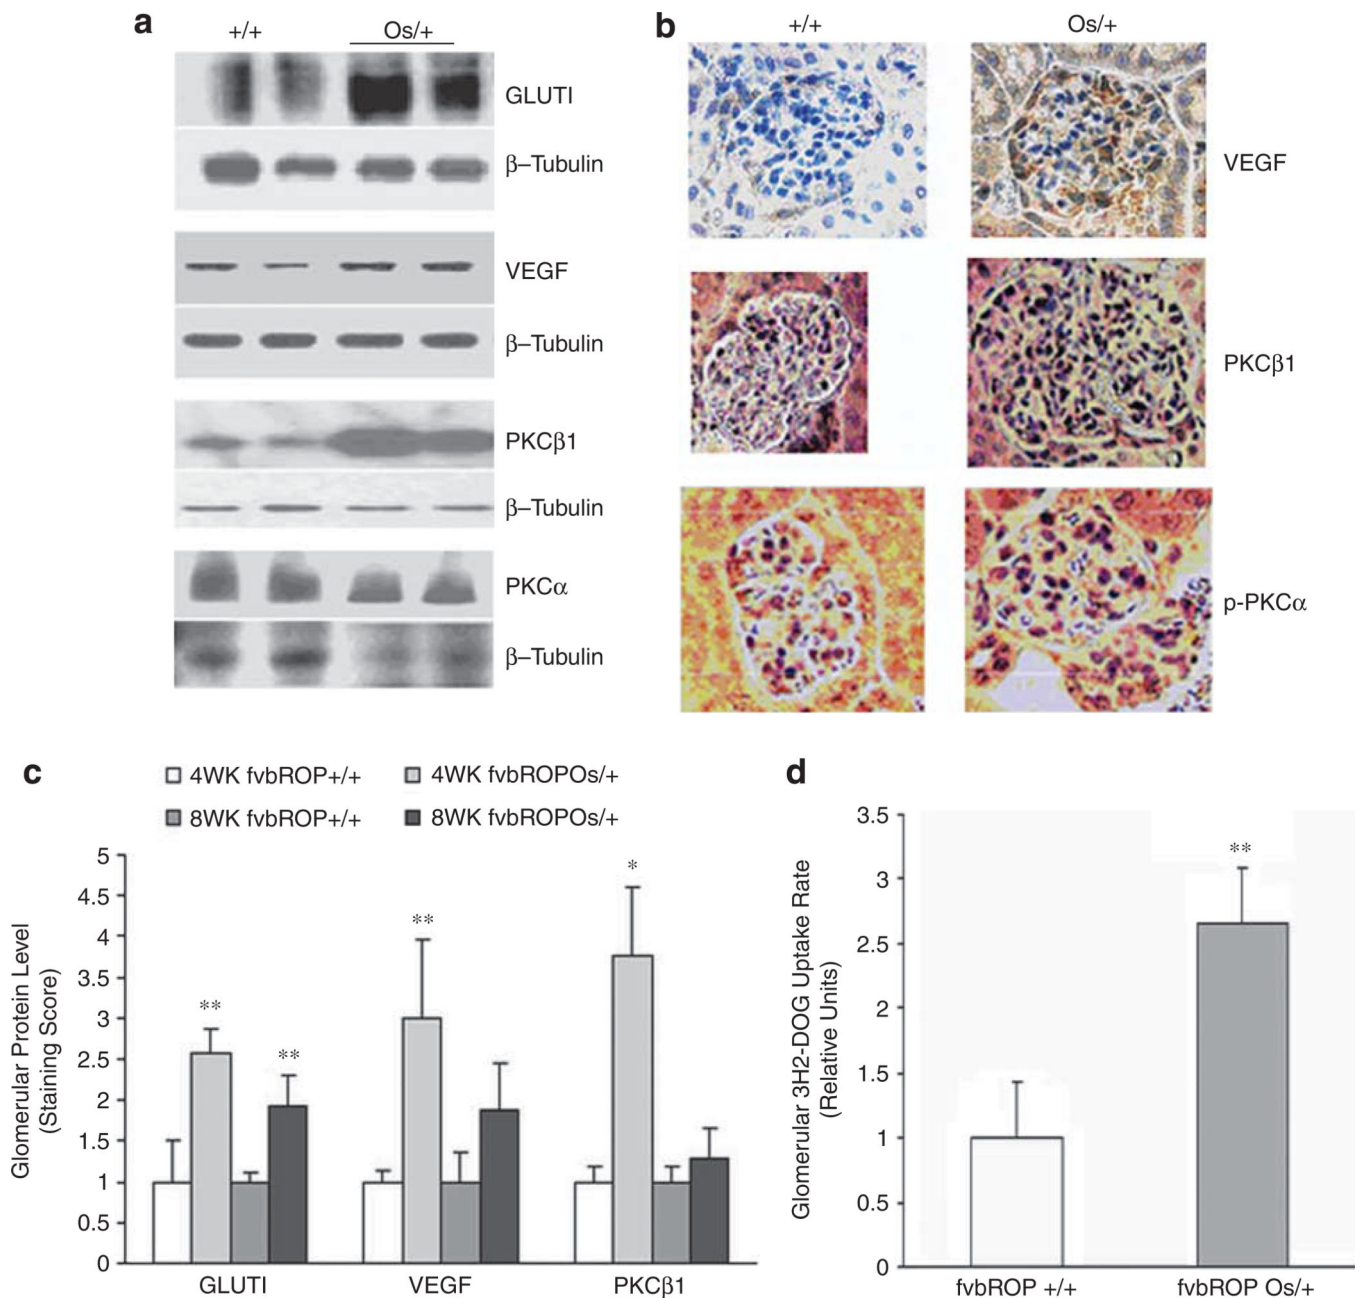 a
+/+
Os/+
GLUTI
β–Tubulin
VEGF
β–Tubulin
PKCβ1
β–Tubulin
PKCα
β–Tubulin
b
+/+
Os/+
VEGF
PKCβ1
p-PKCα
c
4WK fvbROP+/+
4WK fvbROPOs/+
8WK fvbROP+/+
8WK fvbROPOs/+
Glomerular Protein Level
(Staining Score)
5
4.5
4
3.5
3
2.5
2
1.5
1
0.5
0
**
**
**
*
GLUTI
VEGF
PKCβ1
d
Glomerular 3H2-DOG Uptake Rate
(Relative Units)
3.5
3
2.5
2
1.5
1
0.5
0
**
fvbROP +/+
fvbROP Os/+